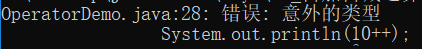 OperatorDemo.java:28: 错误: 意外的类型
System.out.println(10++);